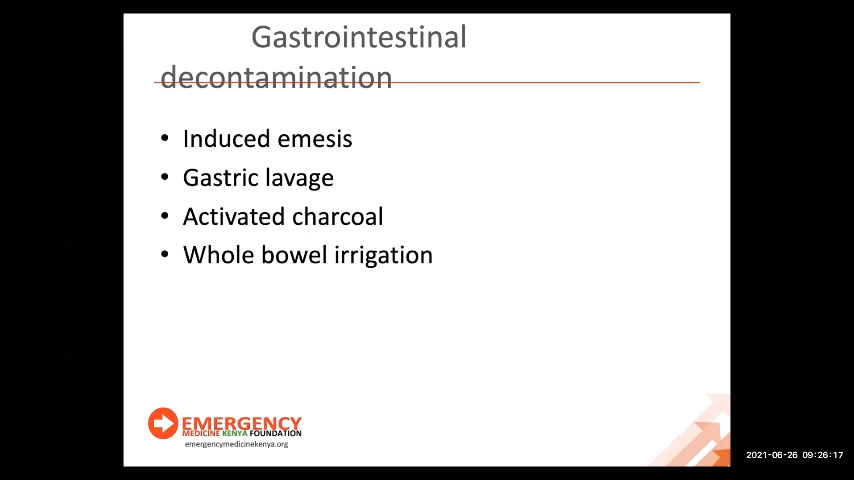 Gastrointestinal
decontamination
• Induced emesis
• Gastric lavage
• Activated charcoal
• Whole bowel irrigation
EMERGENCY
MEDICINE KENYA FOUNDATION
emergencymedicinekenya.org
2021-06-26 09:26:17